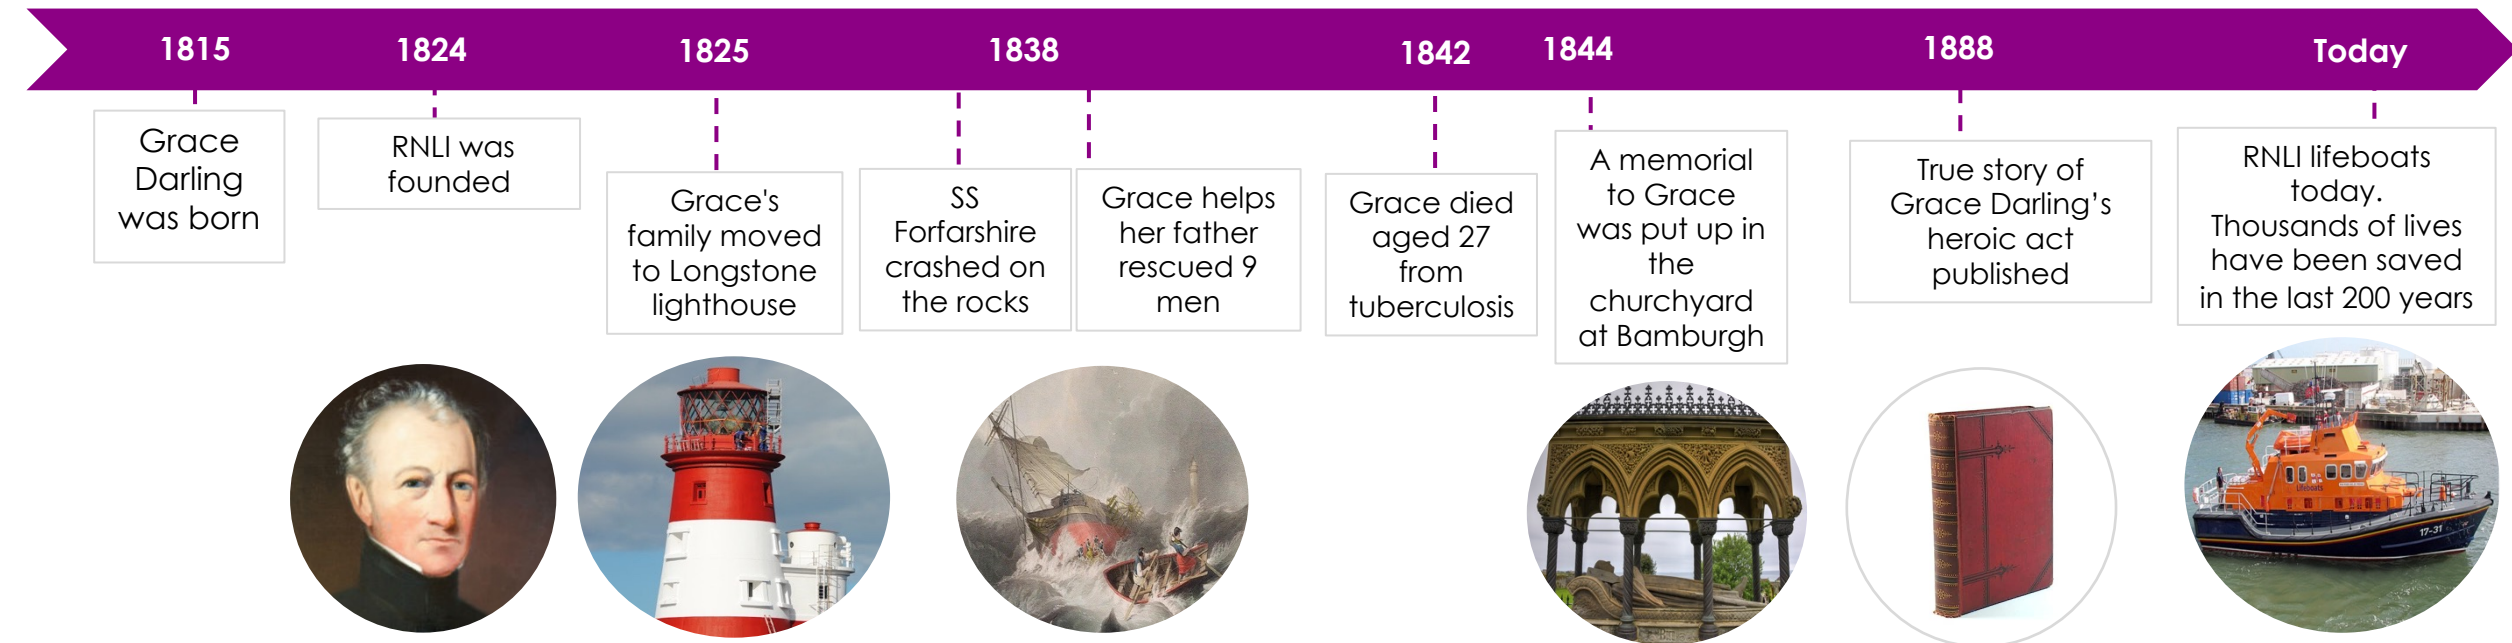 1815
1824
1825
1838
1842
1844
1888
Today
Grace
Darling
was born
RNLI was
founded
Grace's
family moved
to Longstone
lighthouse
SS
Forfarshire
crashed on
the rocks
Grace helps
her father
rescued 9
men
Grace died
aged 27
from
tuberculosis
A memorial
to Grace
was put up in
the
churchyard
at Bamburgh
True story of
Grace Darling’s
heroic act
published
RNLI lifeboats
today.
Thousands of lives
have been saved
in the last 200 years
Lifeboats
17-31